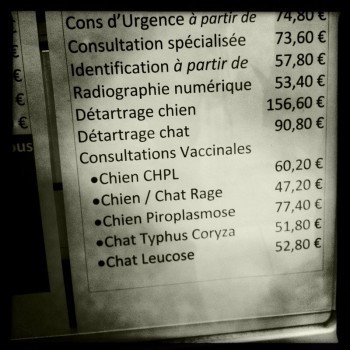 Cons d'Urgence à partir de 74,80 €
Consultation spécialisée 73,60 €
Identification à partir de 57,80 €
Radiographie numérique 53,40 €
Détartrage chien 156,60 €
Détartrage chat 90,80 €
Consultations Vaccinales
•Chien CHPL 60,20 €
•Chien / Chat Rage 47,20 €
•Chien Piroplasmose 77,40 €
•Chat Typhus Coryza 51,80 €
•Chat Leucose 52,80 €